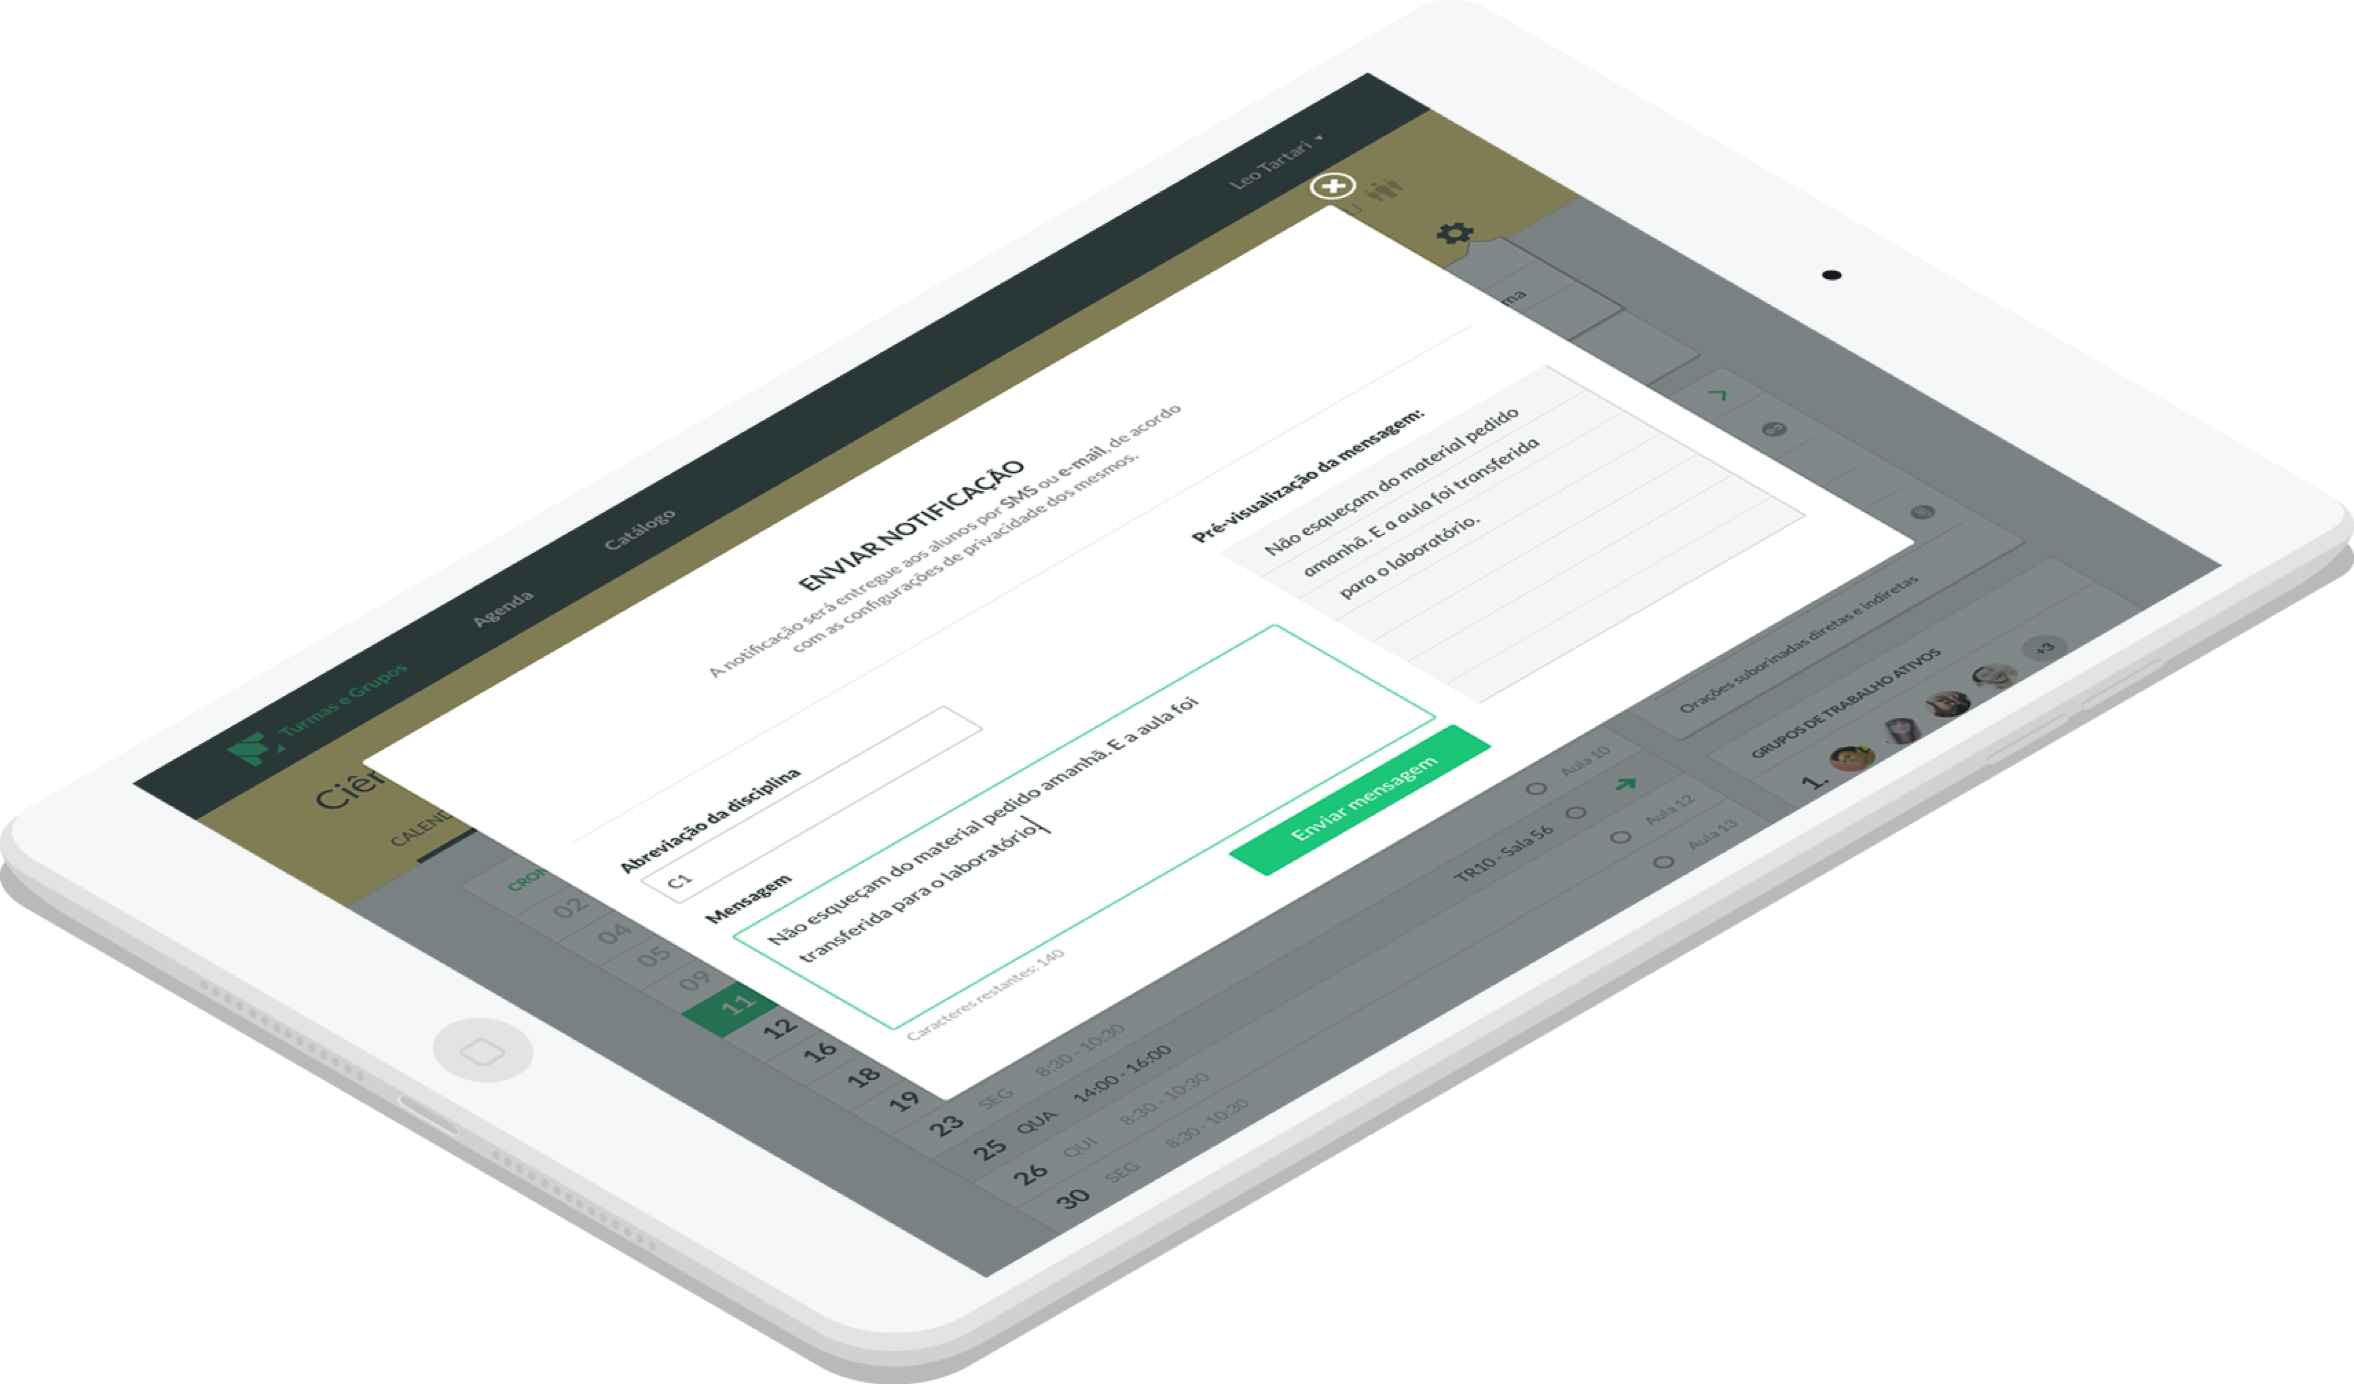 Turmas e Grupos
Agenda
Catálogo
Leo Tartari
CALEND
CRON
02
04
05
09
11
12
16
18
19
23 SEG 8:30 - 10:30
25 QUA 14:00 - 16:00 TR10 - Sala 56
26 QUI 8:30 - 10:30
30 SEG 8:30 - 10:30
Aula 10
Aula 12
Aula 13
ENVIAR NOTIFICAÇÃO
A notificação será entregue aos alunos por SMS ou e-mail, de acordo
com as configurações de privacidade dos mesmos.
Abreviação da disciplina
C1
Mensagem
Não esqueçam do material pedido amanhã. E a aula foi
transferida para o laboratório.
Caracteres restantes: 140
Enviar mensagem
Pré-visualização da mensagem:
Não esqueçam do material pedido
amanhã. E a aula foi transferida
para o laboratório.
Orações suborinadas diretas e indiretas
GRUPOS DE TRABALHO ATIVOS
1.
+3